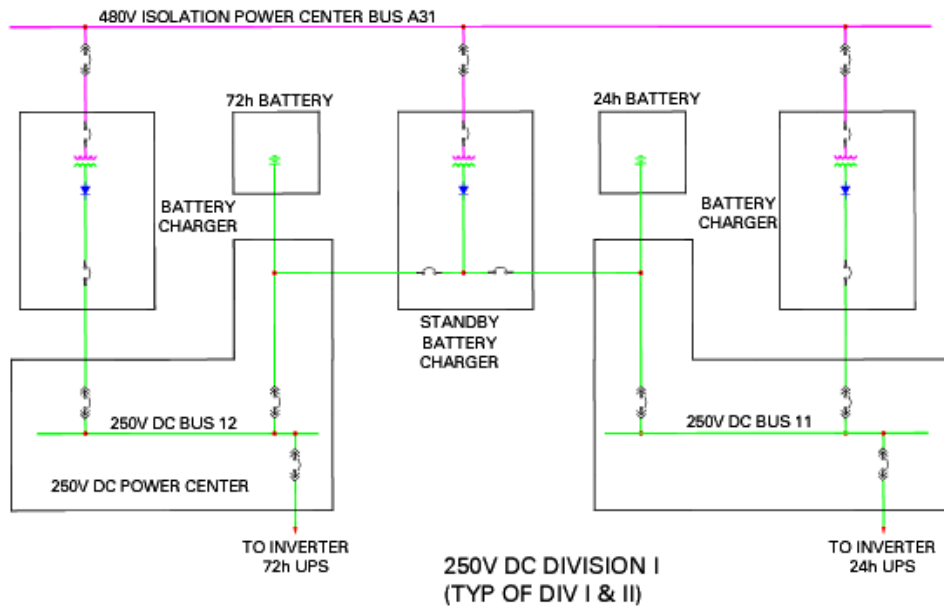 480V ISOLATION POWER CENTER BUS A31
72h BATTERY
24h BATTERY
BATTERY
CHARGER
BATTERY
CHARGER
STANDBY
BATTERY
CHARGER
250V DC BUS 12
250V DC BUS 11
250V DC POWER CENTER
TO INVERTER
72h UPS
TO INVERTER
24h UPS
250V DC DIVISION I
(TYP OF DIV I & II)